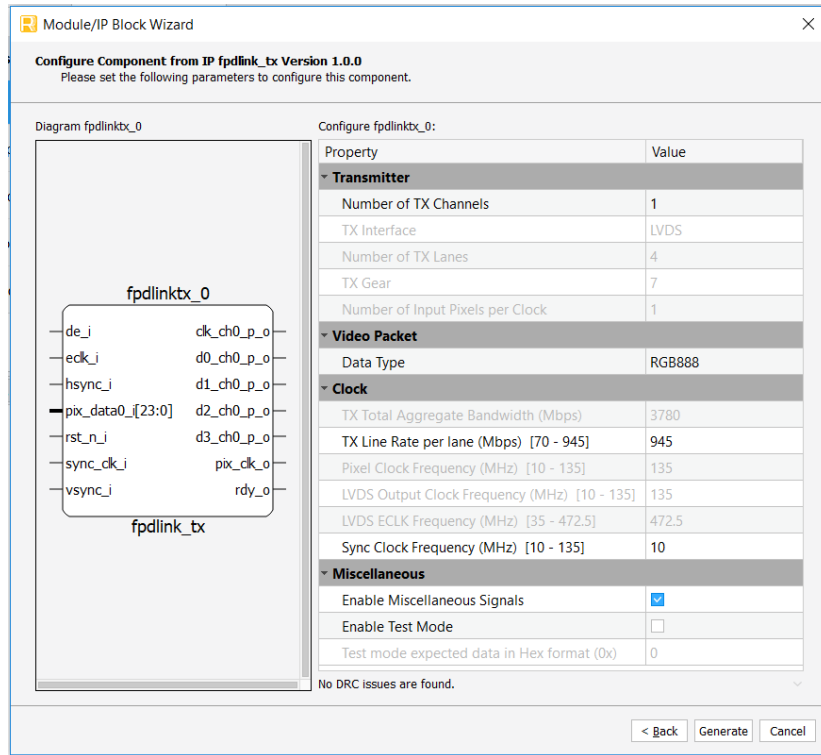 Module/IP Block Wizard
Configure Component from IP fpdlink_tx Version 1.0.0
Please set the following parameters to configure this component.
Diagram fpdlinktx_0
fpdlinktx_0
de_i clk_ch0_p_o
eclk_i d0_ch0_p_o
hsync_i d1_ch0_p_o
pix_data0_i[23:0] d2_ch0_p_o
rst_n_i d3_ch0_p_o
sync_clk_i pix_clk_o
vsync_i rdy_o
fpdlink_tx
Configure fpdlinktx_0:
Property Value
Transmitter
Number of TX Channels 1
TX Interface LVDS
Number of TX Lanes 4
TX Gear 7
Number of Input Pixels per Clock 1
Video Packet
Data Type RGB888
Clock
TX Total Aggregate Bandwidth (Mbps) 3780
TX Line Rate per lane (Mbps) [70 - 945] 945
Pixel Clock Frequency (MHz) [10 - 135] 135
LVDS Output Clock Frequency (MHz) [10 - 135] 135
LVDS ECLK Frequency (MHz) [35 - 472.5] 472.5
Sync Clock Frequency (MHz) [10 - 135] 10
Miscellaneous
Enable Miscellaneous Signals
Enable Test Mode
Test mode expected data in Hex format (0x) 0
No DRC issues are found.
< Back Generate Cancel